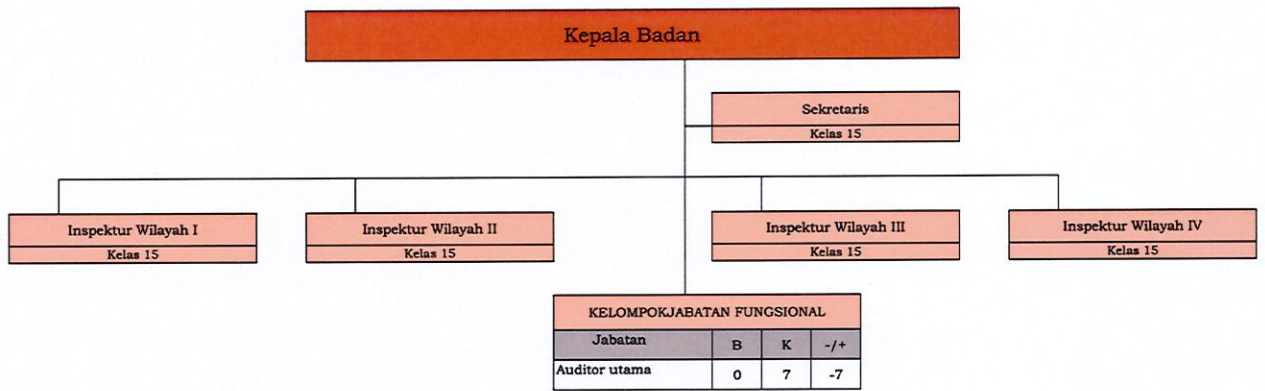 Kepala Badan
Sekretaris
Kelas 15
Inspektur Wilayah I
Kelas 15
Inspektur Wilayah II
Kelas 15
Inspektur Wilayah III
Kelas 15
Inspektur Wilayah IV
Kelas 15
KELOMPOKJABATAN FUNGSIONAL
Jabatan B K -/+
Auditor utama 0 7 -7